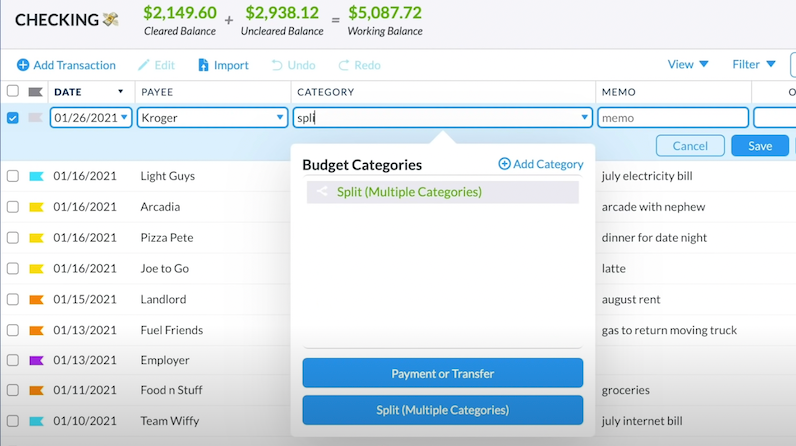 CHECKING 💸 $2,149.60 + $2,938.12 = $5,087.72
Cleared Balance Uncleared Balance Working Balance
Add Transaction Edit Import Undo Redo View Filter
DATE PAYEE CATEGORY MEMO O
01/26/2021 Kroger spli memo
Cancel Save
Budget Categories Add Category
Split (Multiple Categories)
01/16/2021 Light Guys july electricity bill
01/16/2021 Arcadia arcade with nephew
01/16/2021 Pizza Pete dinner for date night
01/16/2021 Joe to Go latte
01/15/2021 Landlord august rent
01/13/2021 Fuel Friends gas to return moving truck
01/13/2021 Employer
Payment or Transfer
01/11/2021 Food n Stuff groceries
Split (Multiple Categories)
01/10/2021 Team Wiffy july internet bill